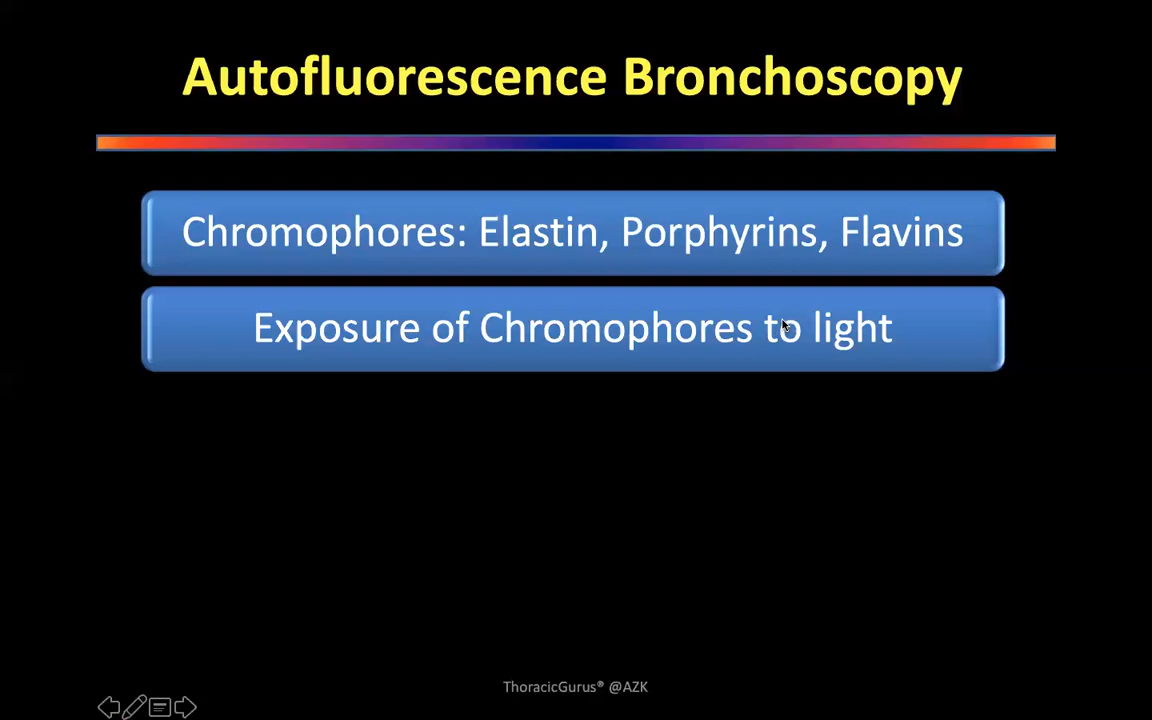 Autofluorescence Bronchoscopy
Chromophores: Elastin, Porphyrins, Flavins
Exposure of Chromophores to light
ThoracicGurus® @AZK